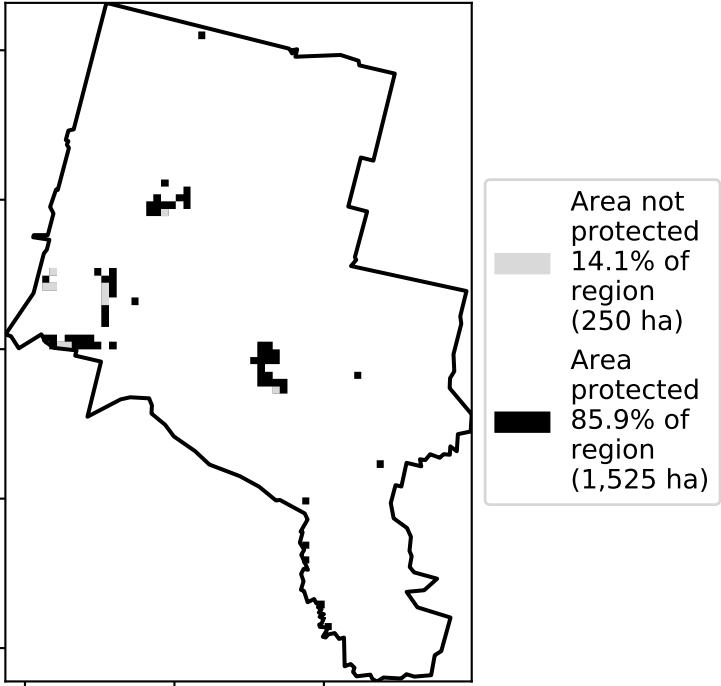 Area not
protected
14.1% of
region
(250 ha)
Area
protected
85.9% of
region
(1,525 ha)